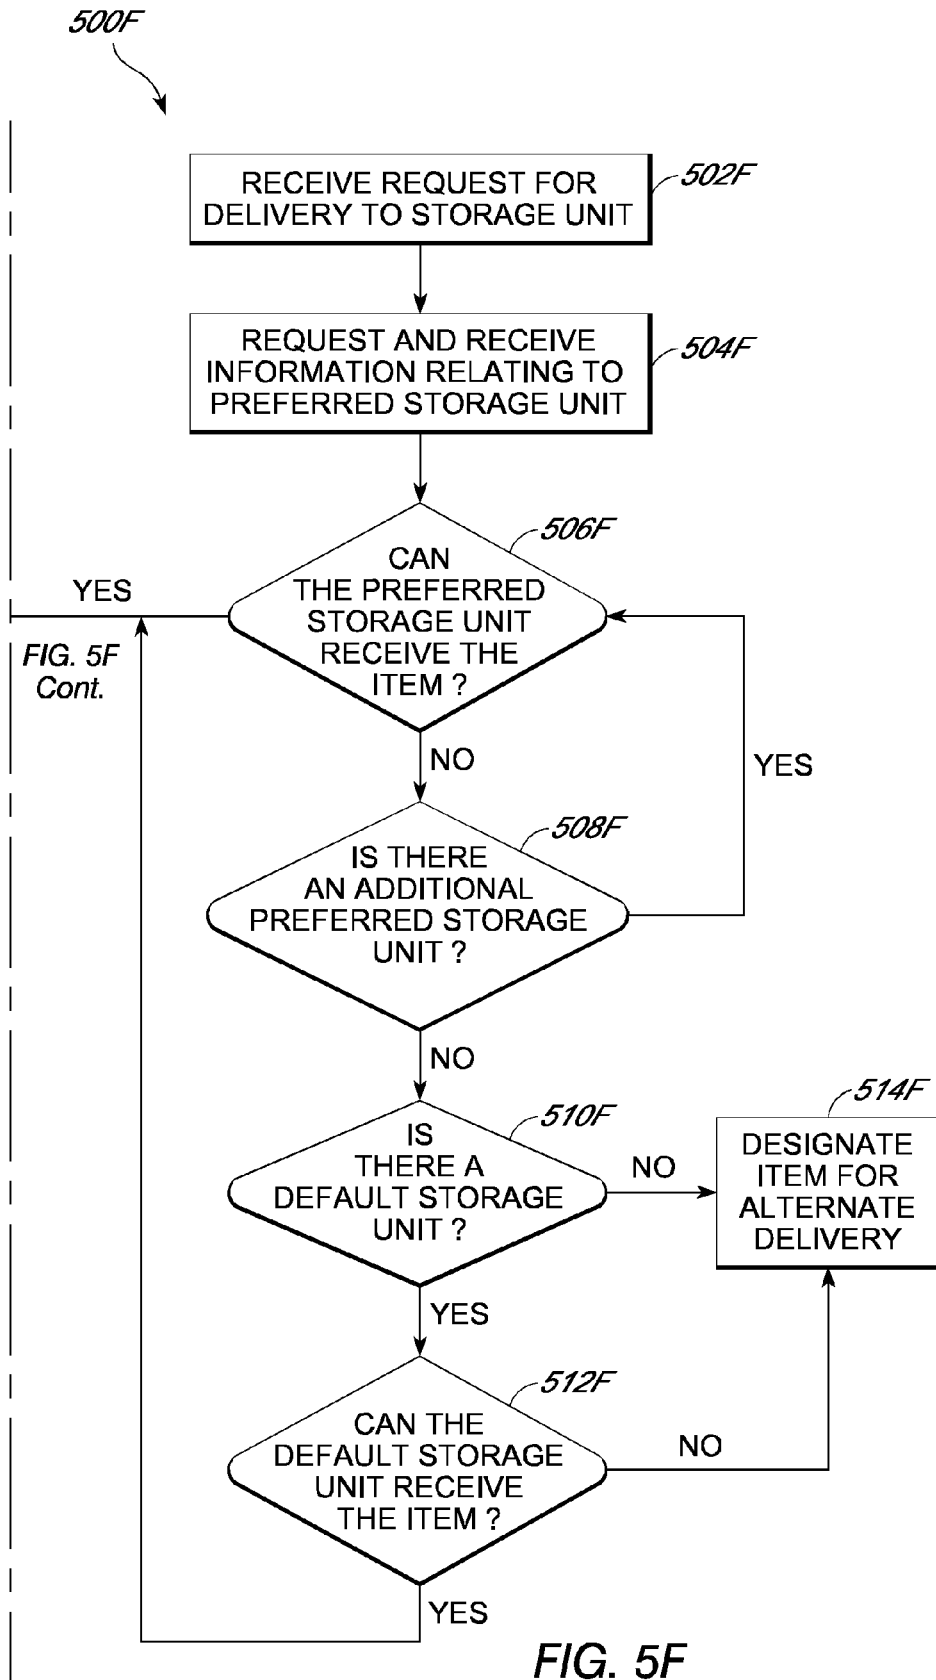 500F
RECEIVE REQUEST FOR
DELIVERY TO STORAGE UNIT
502F
REQUEST AND RECEIVE
INFORMATION RELATING TO
PREFERRED STORAGE UNIT
504F
506F
CAN
THE PREFERRED
STORAGE UNIT
RECEIVE THE
ITEM ?
YES
FIG. 5F
Cont.
NO
YES
508F
IS THERE
AN ADDITIONAL
PREFERRED STORAGE
UNIT ?
NO
510F
IS
THERE A
DEFAULT STORAGE
UNIT ?
NO
514F
DESIGNATE
ITEM FOR
ALTERNATE
DELIVERY
YES
512F
CAN THE
DEFAULT STORAGE
UNIT RECEIVE
THE ITEM ?
NO
YES
FIG. 5F